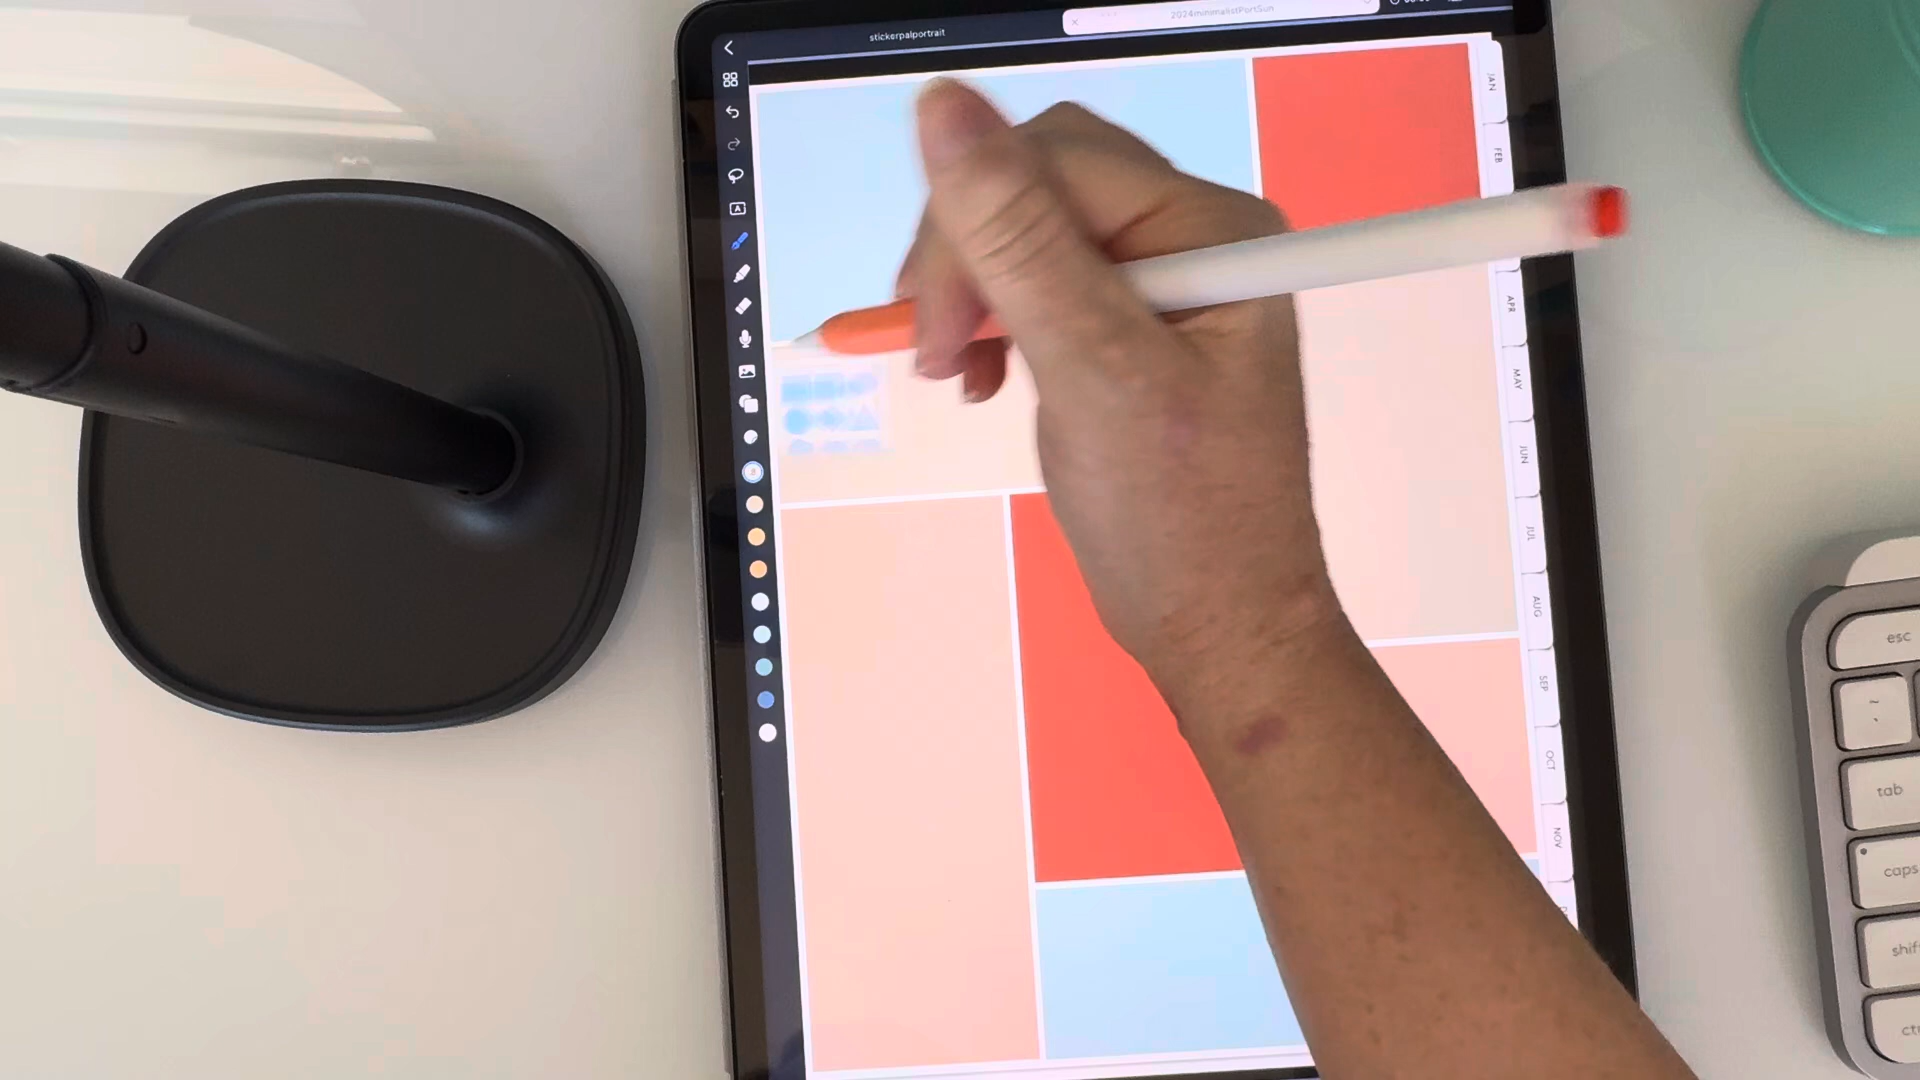 stickerpalportrait
2024minimalistPortSun
JAN
FEB
APR
MAY
JUN
JUL
AUG
SEP
OCT
NOV
D
A
esc
~
tab
caps
shif
ct